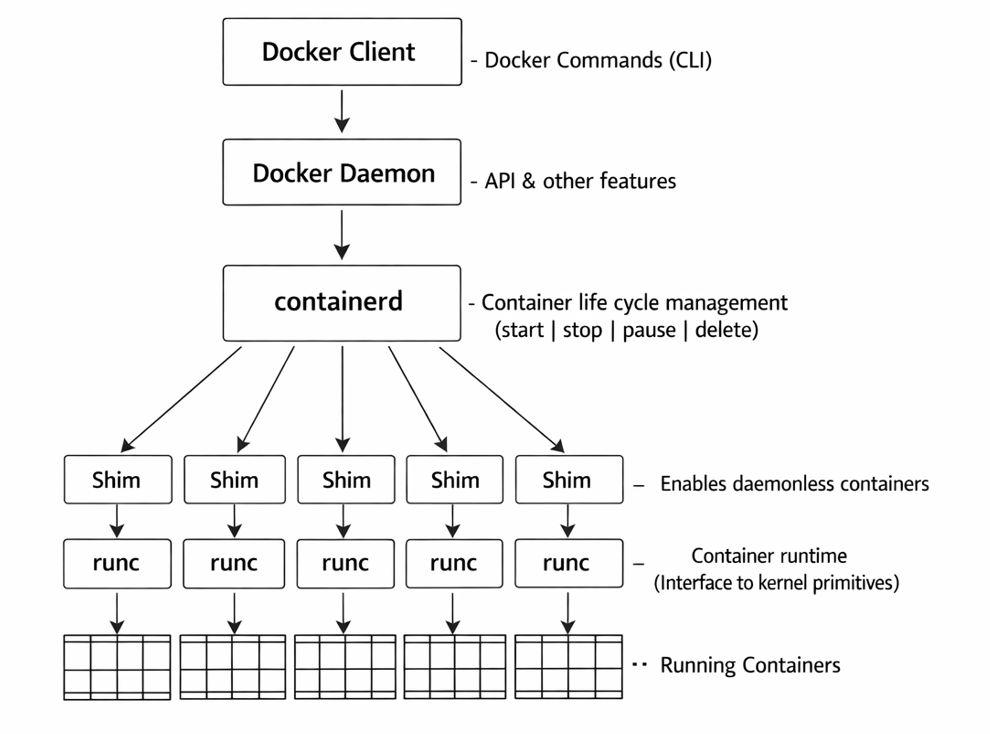 Docker Client
- Docker Commands (CLI)
Docker Daemon
- API & other features
containerd
- Container life cycle management
(start | stop | pause | delete)
Shim Shim Shim Shim Shim
– Enables daemonless containers
runc runc runc runc runc
– Container runtime
(Interface to kernel primitives)
-- Running Containers